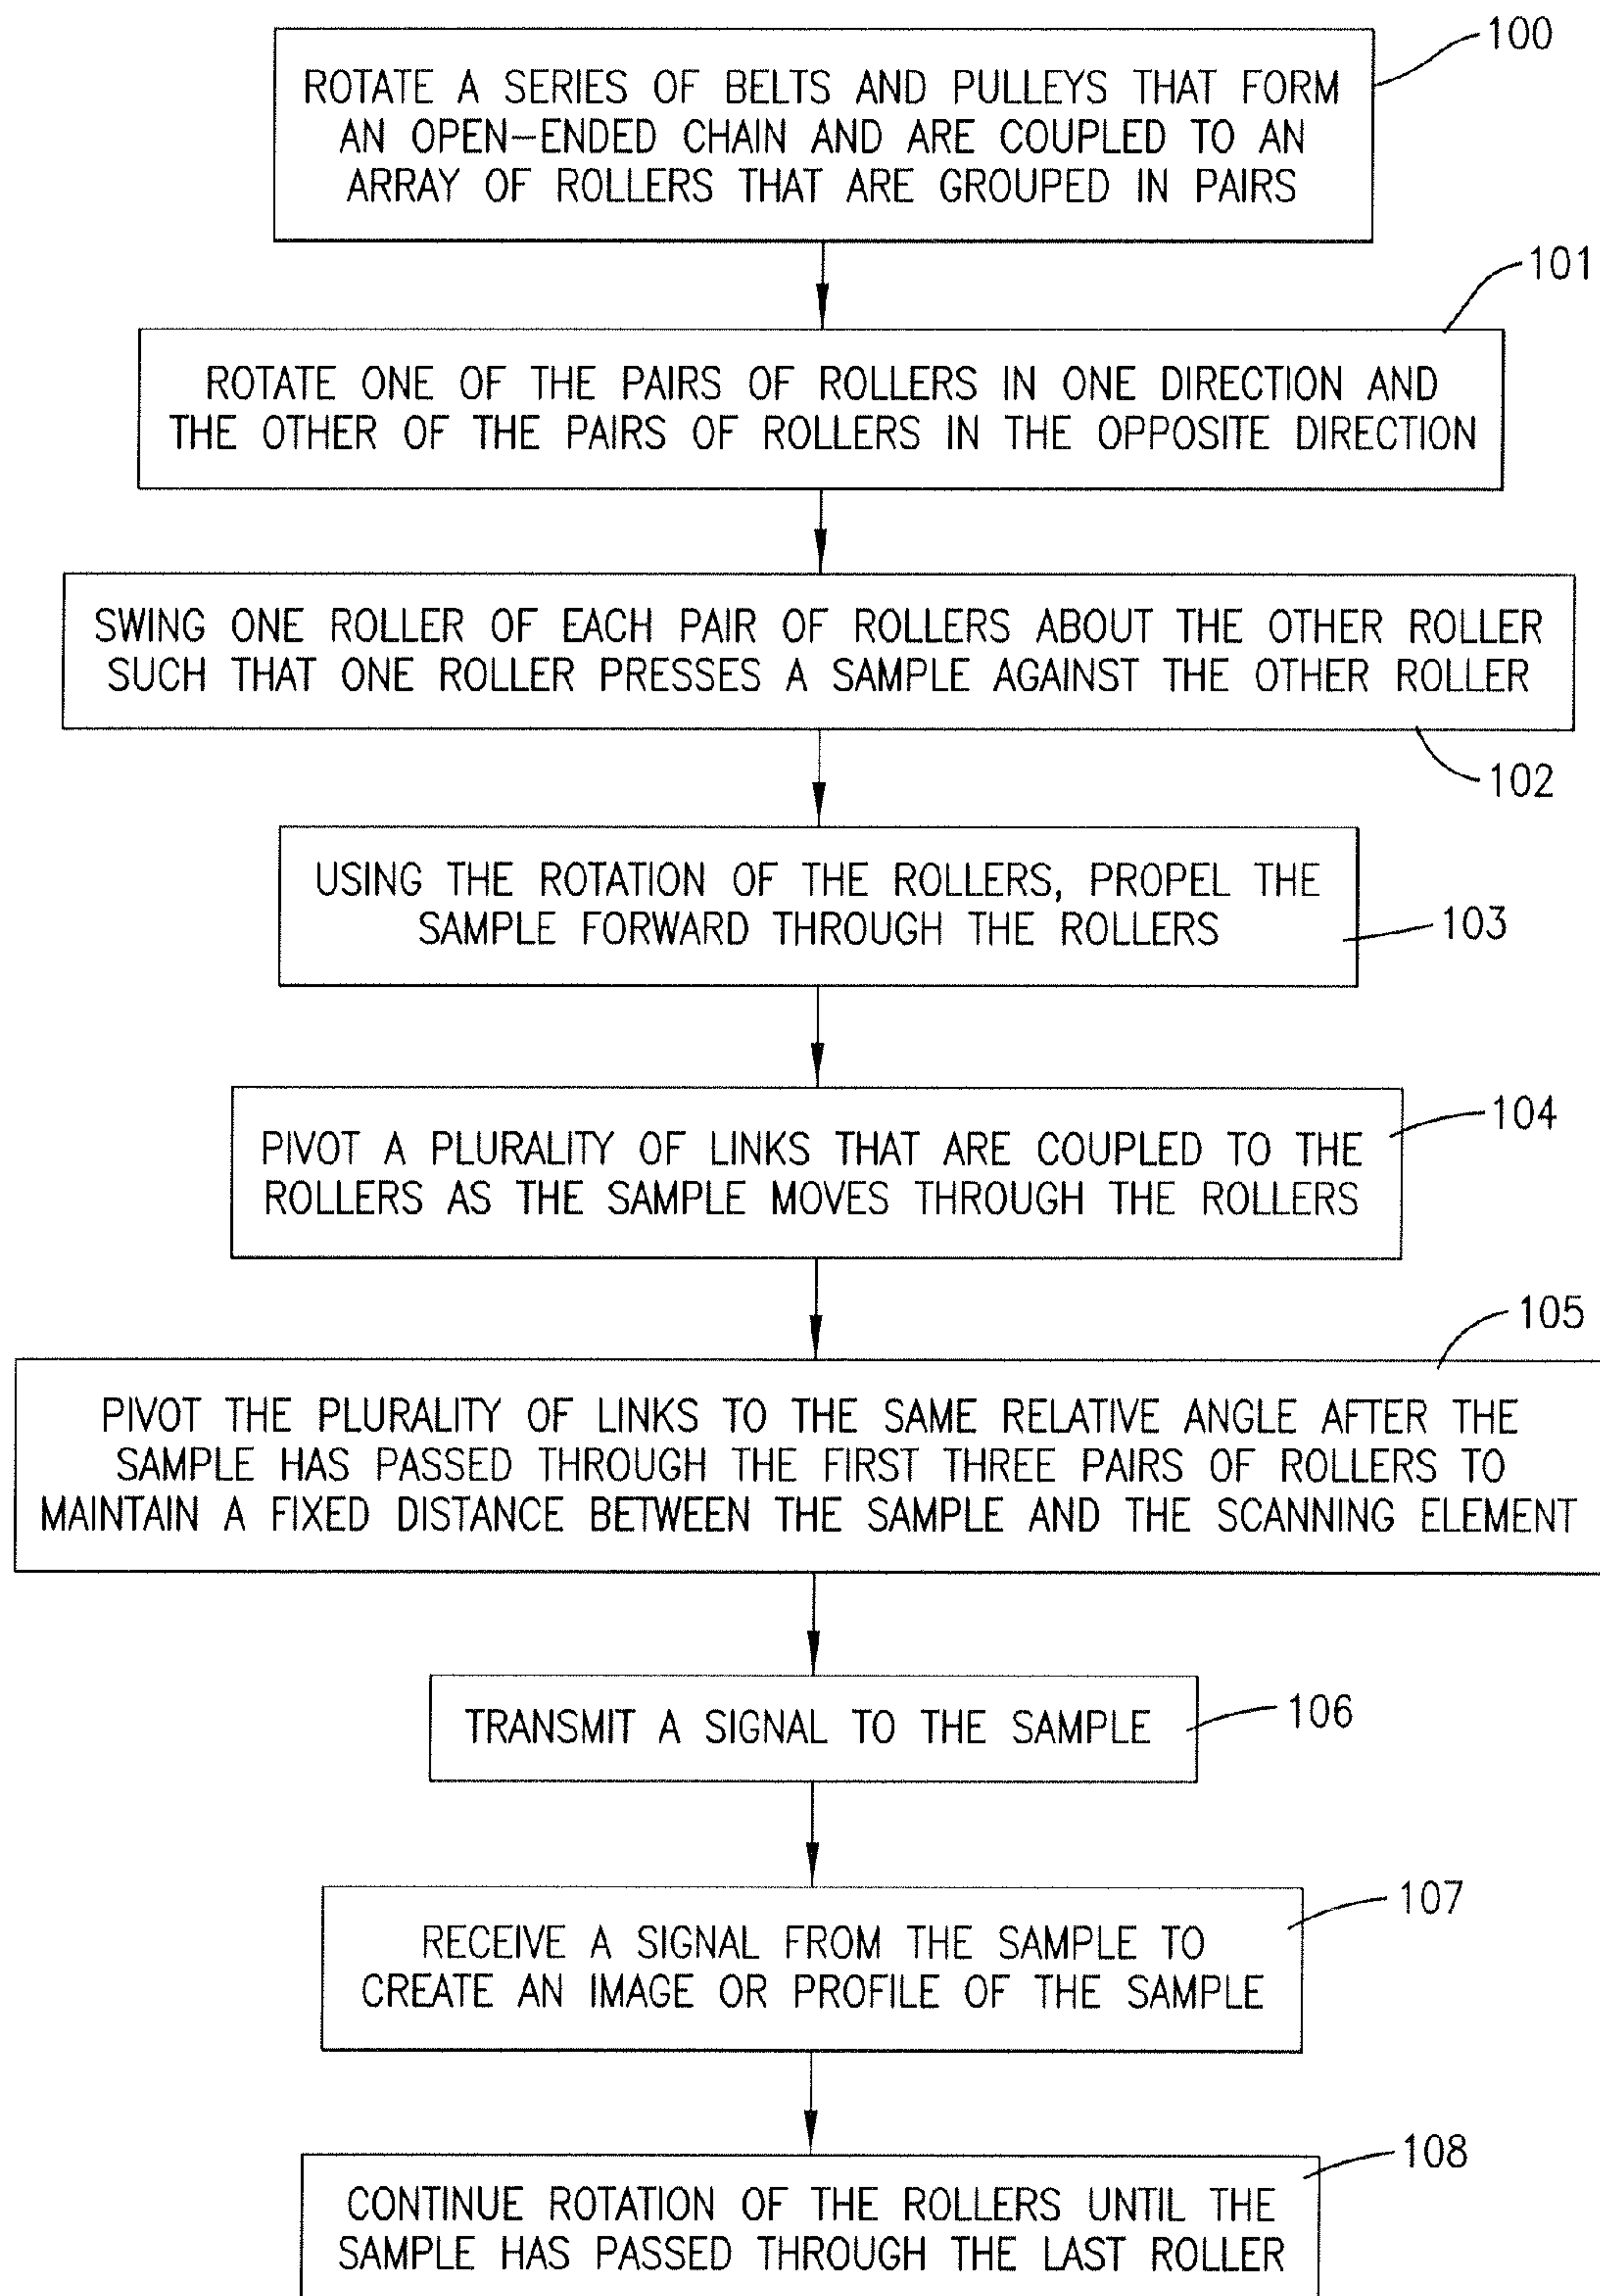 100
ROTATE A SERIES OF BELTS AND PULLEYS THAT FORM
AN OPEN-ENDED CHAIN AND ARE COUPLED TO AN
ARRAY OF ROLLERS THAT ARE GROUPED IN PAIRS
101
ROTATE ONE OF THE PAIRS OF ROLLERS IN ONE DIRECTION AND
THE OTHER OF THE PAIRS OF ROLLERS IN THE OPPOSITE DIRECTION
SWING ONE ROLLER OF EACH PAIR OF ROLLERS ABOUT THE OTHER ROLLER
SUCH THAT ONE ROLLER PRESSES A SAMPLE AGAINST THE OTHER ROLLER
102
USING THE ROTATION OF THE ROLLERS, PROPEL THE
SAMPLE FORWARD THROUGH THE ROLLERS
103
104
PIVOT A PLURALITY OF LINKS THAT ARE COUPLED TO THE
ROLLERS AS THE SAMPLE MOVES THROUGH THE ROLLERS
105
PIVOT THE PLURALITY OF LINKS TO THE SAME RELATIVE ANGLE AFTER THE
SAMPLE HAS PASSED THROUGH THE FIRST THREE PAIRS OF ROLLERS TO
MAINTAIN A FIXED DISTANCE BETWEEN THE SAMPLE AND THE SCANNING ELEMENT
106
TRANSMIT A SIGNAL TO THE SAMPLE
107
RECEIVE A SIGNAL FROM THE SAMPLE TO
CREATE AN IMAGE OR PROFILE OF THE SAMPLE
108
CONTINUE ROTATION OF THE ROLLERS UNTIL THE
SAMPLE HAS PASSED THROUGH THE LAST ROLLER